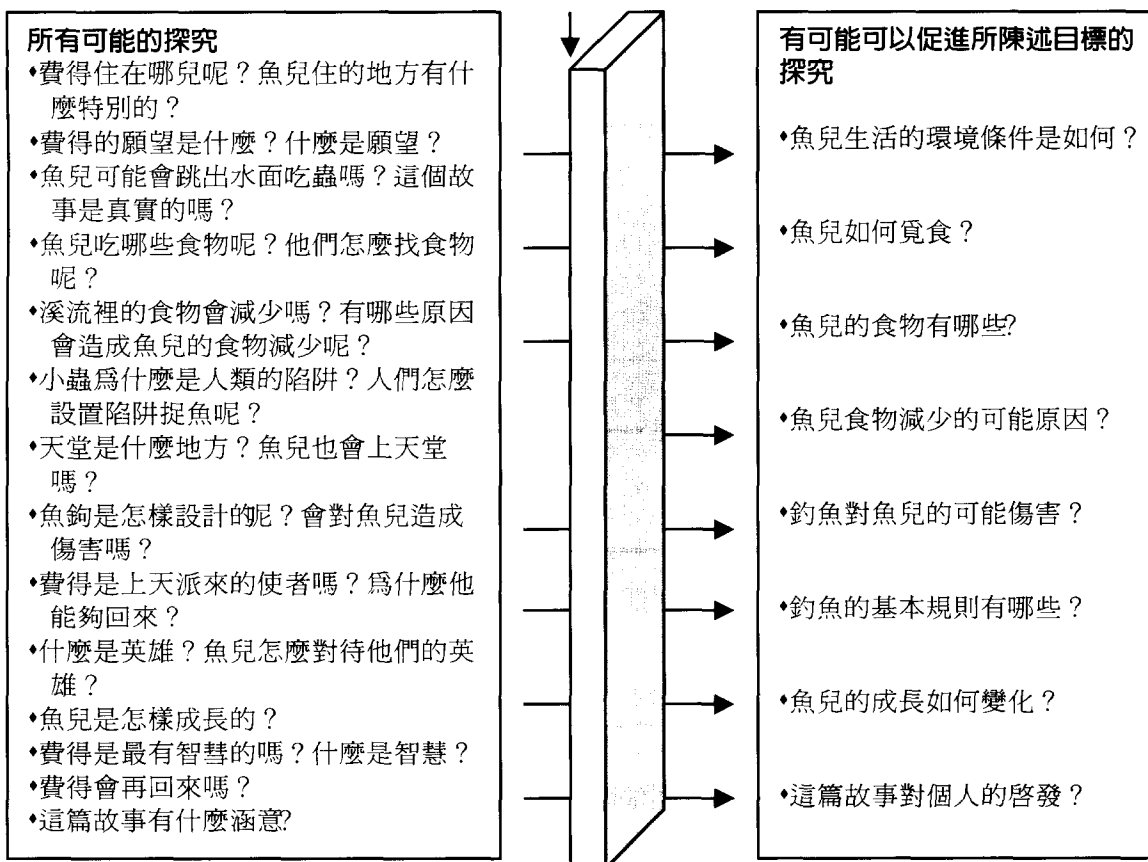 所有可能的探究
•費得住在哪兒呢？魚兒住的地方有什
麼特別的？
•費得的願望是什麼？什麼是願望？
•魚兒可能會跳出水面吃蟲嗎？這個故
事是真實的嗎？
•魚兒吃哪些食物呢？他們怎麼找食物
呢？
•溪流裡的食物會減少嗎？有哪些原因
會造成魚兒的食物減少呢？
•小蟲爲什麼是人類的陷阱？人們怎麼
設置陷阱捉魚呢？
•天堂是什麼地方？魚兒也會上天堂
嗎？
•魚鉤是怎樣設計的呢？會對魚兒造成
傷害嗎？
•費得是上天派來的使者嗎？爲什麼他
能夠回來？
•什麼是英雄？魚兒怎麼對待他們的英
雄？
•魚兒是怎樣成長的？
•費得是最有智彗的嗎？什麼是智慧？
•費得會再回來嗎？
•這篇故事有什麼涵意?
有可能可以促進所陳述目標的
探究
•魚兒生活的環境條件是如何？
•魚兒如何覓食？
•魚兒的食物有哪些?
•魚兒食物減少的可能原因？
•釣魚對魚兒的可能傷害？
•釣魚的基本規則有哪些？
•魚兒的成長如何變化？
•這篇故事對個人的啓發？